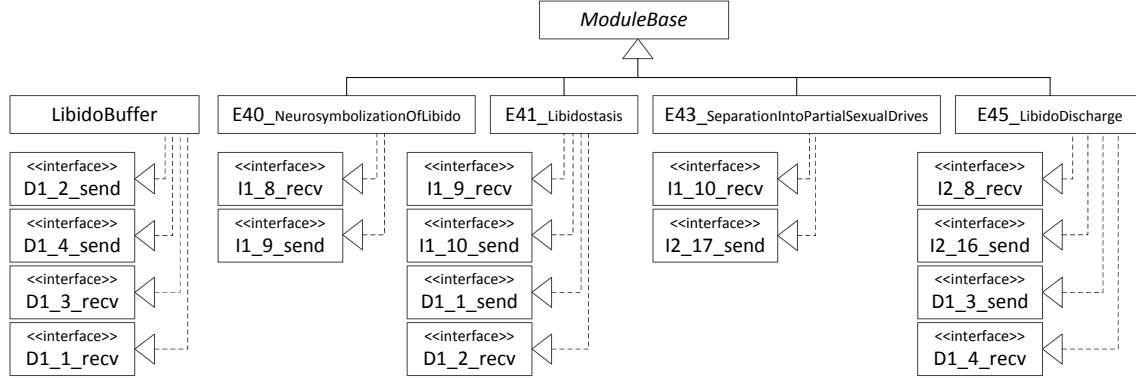 ModuleBase
LibidoBuffer
E40_NeurosymbolizationOfLibido
E41_Libidostasis
E43_SeparationIntoPartialSexualDrives
E45_LibidoDischarge
<<interface>>
D1_2_send
<<interface>>
D1_4_send
<<interface>>
D1_3_recv
<<interface>>
D1_1_recv
<<interface>>
I1_8_recv
<<interface>>
I1_9_send
<<interface>>
I1_9_recv
<<interface>>
I1_10_send
<<interface>>
D1_1_send
<<interface>>
D1_2_recv
<<interface>>
I1_10_recv
<<interface>>
I2_17_send
<<interface>>
I2_8_recv
<<interface>>
I2_16_send
<<interface>>
D1_3_send
<<interface>>
D1_4_recv